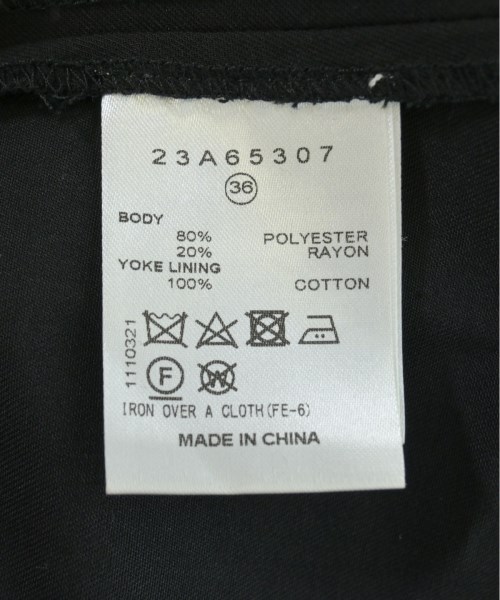 23A65307
36
BODY
80% POLYESTER
20% RAYON
YOKE LINING
100% COTTON
1110321
F W
IRON OVER A CLOTH(FE-6)
MADE IN CHINA